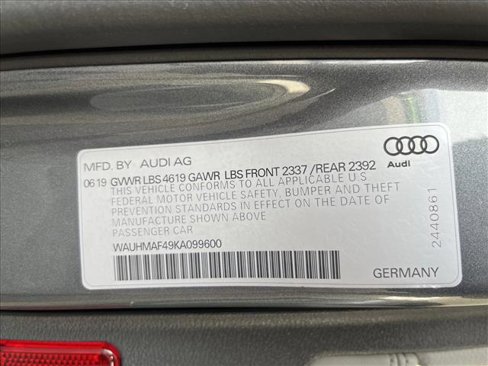 MFD. BY AUDI AG
06 19 GVWR LBS 4619 GAWR LBS FRONT 2337 /REAR 2392
THIS VEHICLE CONFORMS TO ALL APPLICABLE U.S.
FEDERAL MOTOR VEHICLE SAFETY, BUMPER AND THEFT
PREVENTION STANDARDS IN EFFECT ON THE DATE OF
MANUFACTURE SHOWN ABOVE.
PASSENGER CAR
WAUHMAF49KA099600
Audi
2440861
GERMANY